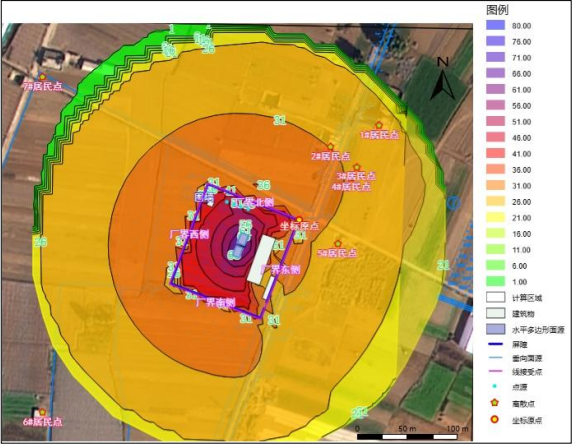 图例
80.00
76.00
71.00
66.00
61.00
56.00
51.00
46.00
41.00
36.00
31.00
26.00
21.00
16.00
11.00
6.00
1.00
计算区域
建筑物
水平多边形面源
屏障
垂向面源
线接受点
点源
离散点
坐标原点
N
7#居民点
1#居民点
2#居民点
3#居民点
4#居民点
5#居民点
6#居民点
厂界北侧
坐标原点
厂界西侧
厂界东侧
厂界南侧
31
36
26
21
0
50 m
100 m